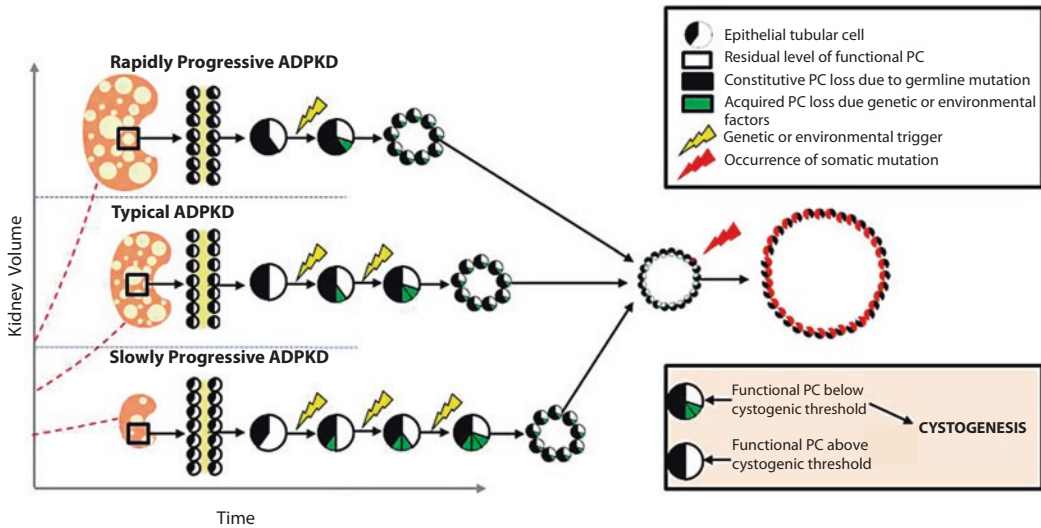 Rapidly Progressive ADPKD
Typical ADPKD
Slowly Progressive ADPKD
Kidney Volume
Time
Epithelial tubular cell
Residual level of functional PC
Constitutive PC loss due to germline mutation
Acquired PC loss due genetic or environmental
factors
Genetic or environmental trigger
Occurrence of somatic mutation
Functional PC below
cystogenic threshold
CYSTOGENESIS
Functional PC above
cystogenic threshold